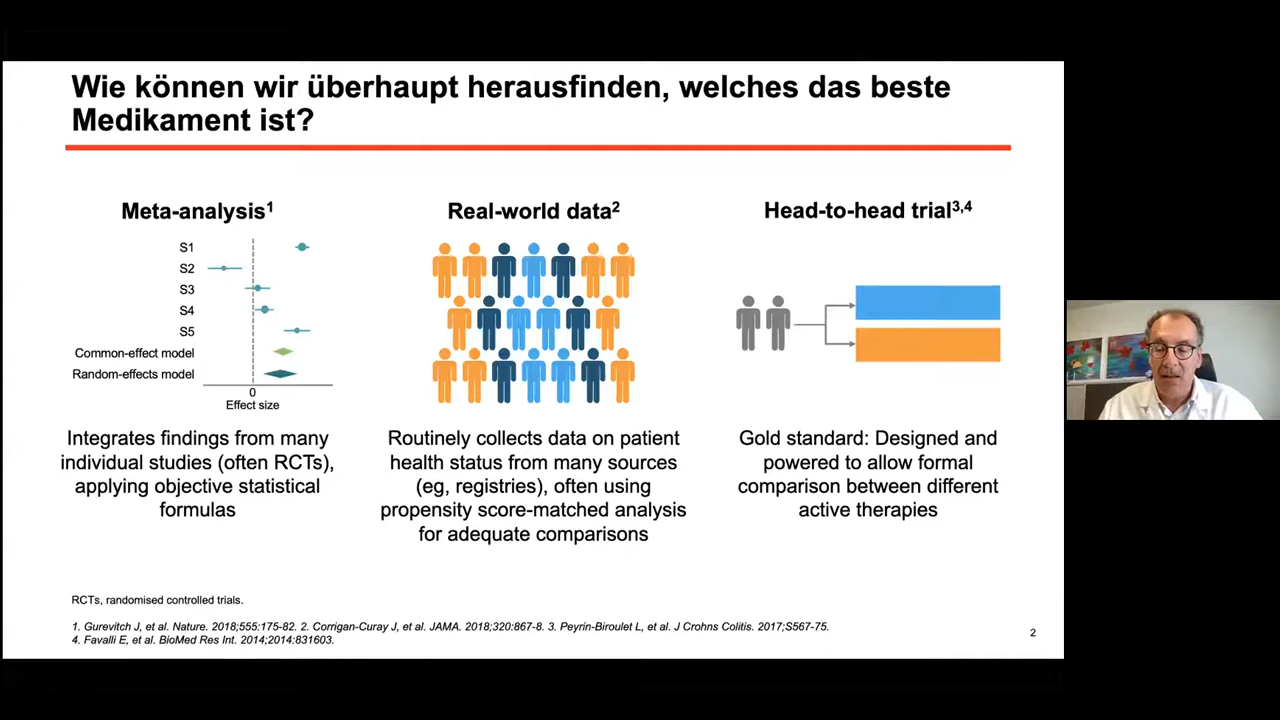 Wie können wir überhaupt herausfinden, welches das beste
Medikament ist?
Meta-analysis1
S1
S2
S3
S4
S5
Common-effect model
Random-effects model
0
Effect size
Integrates findings from many
individual studies (often RCTs),
applying objective statistical
formulas
Real-world data2
Routinely collects data on patient
health status from many sources
(eg, registries), often using
propensity score-matched analysis
for adequate comparisons
Head-to-head trial3,4
Gold standard: Designed and
powered to allow formal
comparison between different
active therapies
RCTs, randomised controlled trials.
1. Gurevitch J, et al. Nature. 2018;555:175-82. 2. Corrigan-Curay J, et al. JAMA. 2018;320:867-8. 3. Peyrin-Biroulet L, et al. J Crohns Colitis. 2017;S567-75.
4. Favalli E, et al. BioMed Res Int. 2014;2014:831603.
2